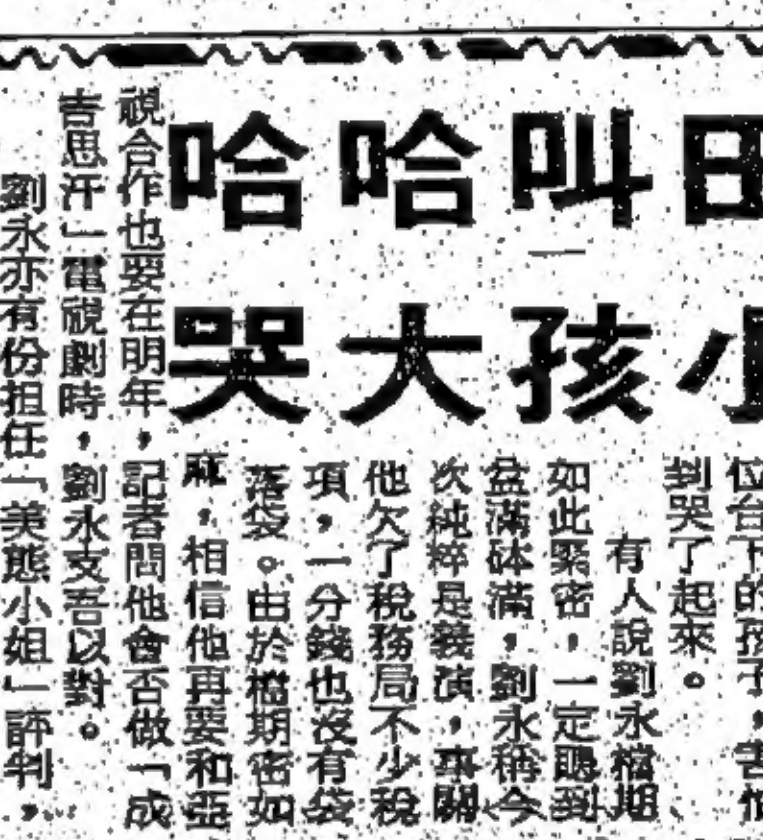 叫哈哈
小孩大哭
位台下的孩子，害怕
到哭了起來。
有人說劉永檔期
如此緊密，一定賺到
盆滿砵滿，劉永稱今
次純粹是義演，事關
他欠了稅務局不少稅
項，一分錢也沒有袋
落袋。由於檔期密如
麻，相信他再要和亞
視合作也要在明年，記者問他會否做「成
吉思汗」電視劇時，劉永支吾以對。
劉永亦有份担任「美態小姐」評判，